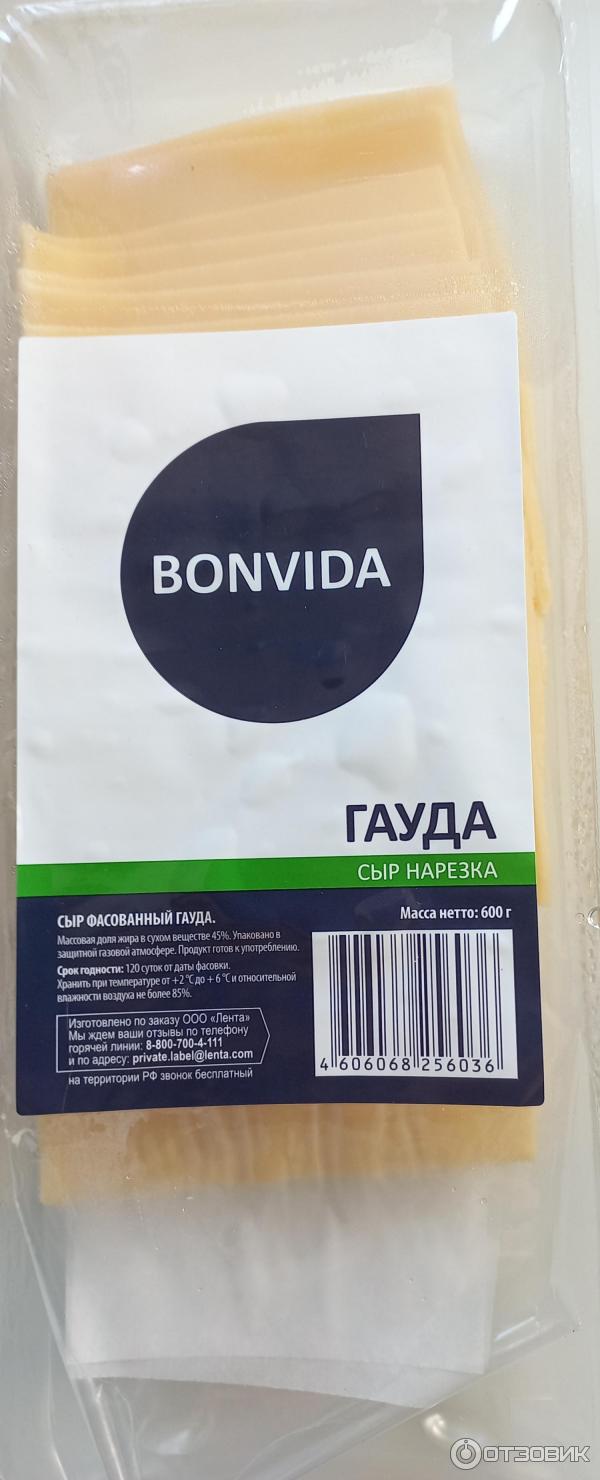 BONVIDA
ГАУДА
СЫР НАРЕЗКА
СЫР ФАСОВАННЫЙ ГАУДА.
Массовая доля жира в сухом веществе 45%. Упаковано в
защитной газовой атмосфере. Продукт готов к употреблению.
Срок годности: 120 суток от даты фасовки.
Хранить при температуре от +2 °С до + 6 °С и относительной
влажности воздуха не более 85%.
Изготовлено по заказу ООО «Лента»
Мы ждем ваши отзывы по телефону
горячей линии: 8-800-700-4-111
и по адресу: private.label@lenta.com
на территории РФ звонок бесплатный
Масса нетто: 600 г
4 606068 256036
ОТЗОВИК